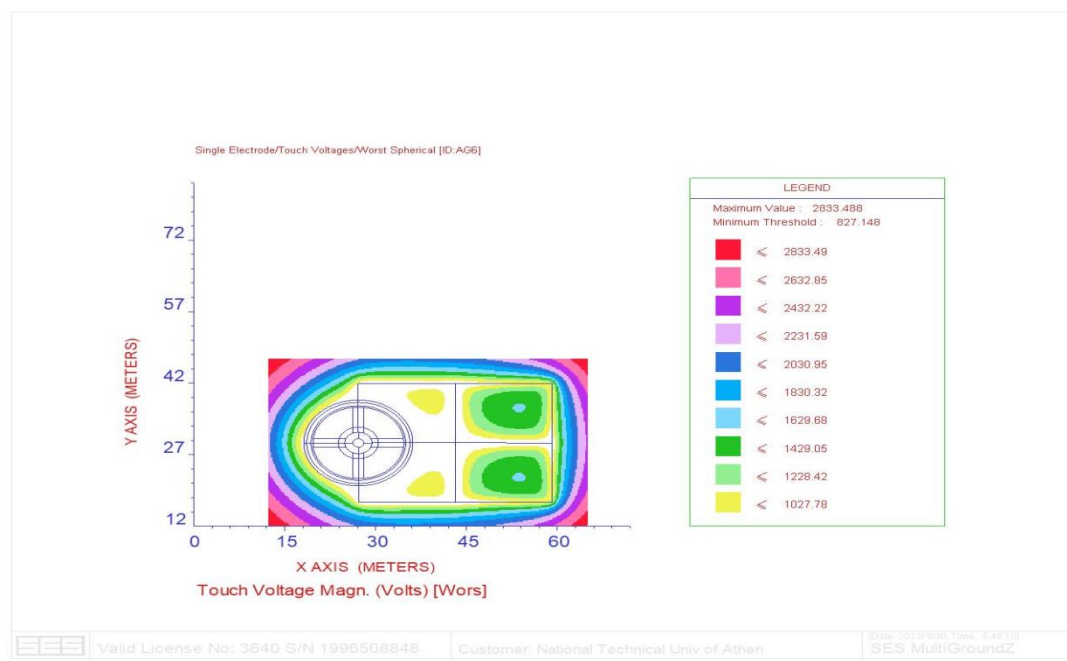 Single Electrode/Touch Voltages/Worst Spherical [ID:AG6]
LEGEND
Maximum Value : 2833.488
Minimum Threshold : 827.148
≤ 2833.49
≤ 2632.85
≤ 2432.22
≤ 2231.59
≤ 2030.95
≤ 1830.32
≤ 1629.68
≤ 1429.05
≤ 1228.42
≤ 1027.78
Y AXIS (METERS)
72
57
42
27
12
0 15 30 45 60
X AXIS (METERS)
Touch Voltage Magn. (Volts) [Wors]
SES
Valid License No: 3640 S/N 1996508848
Customer: National Technical Univ of Athen
SES MultiGroundZ